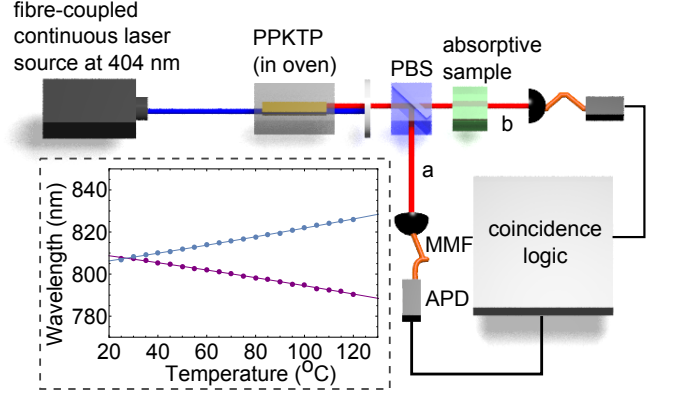 fibre-coupled
continuous laser
source at 404 nm
PPKTP
(in oven)
PBS
absorptive
sample
b
a
MMF
APD
coincidence
logic
Wavelength (nm)
840
820
800
780
20 40 60 80 100 120
Temperature (°C)